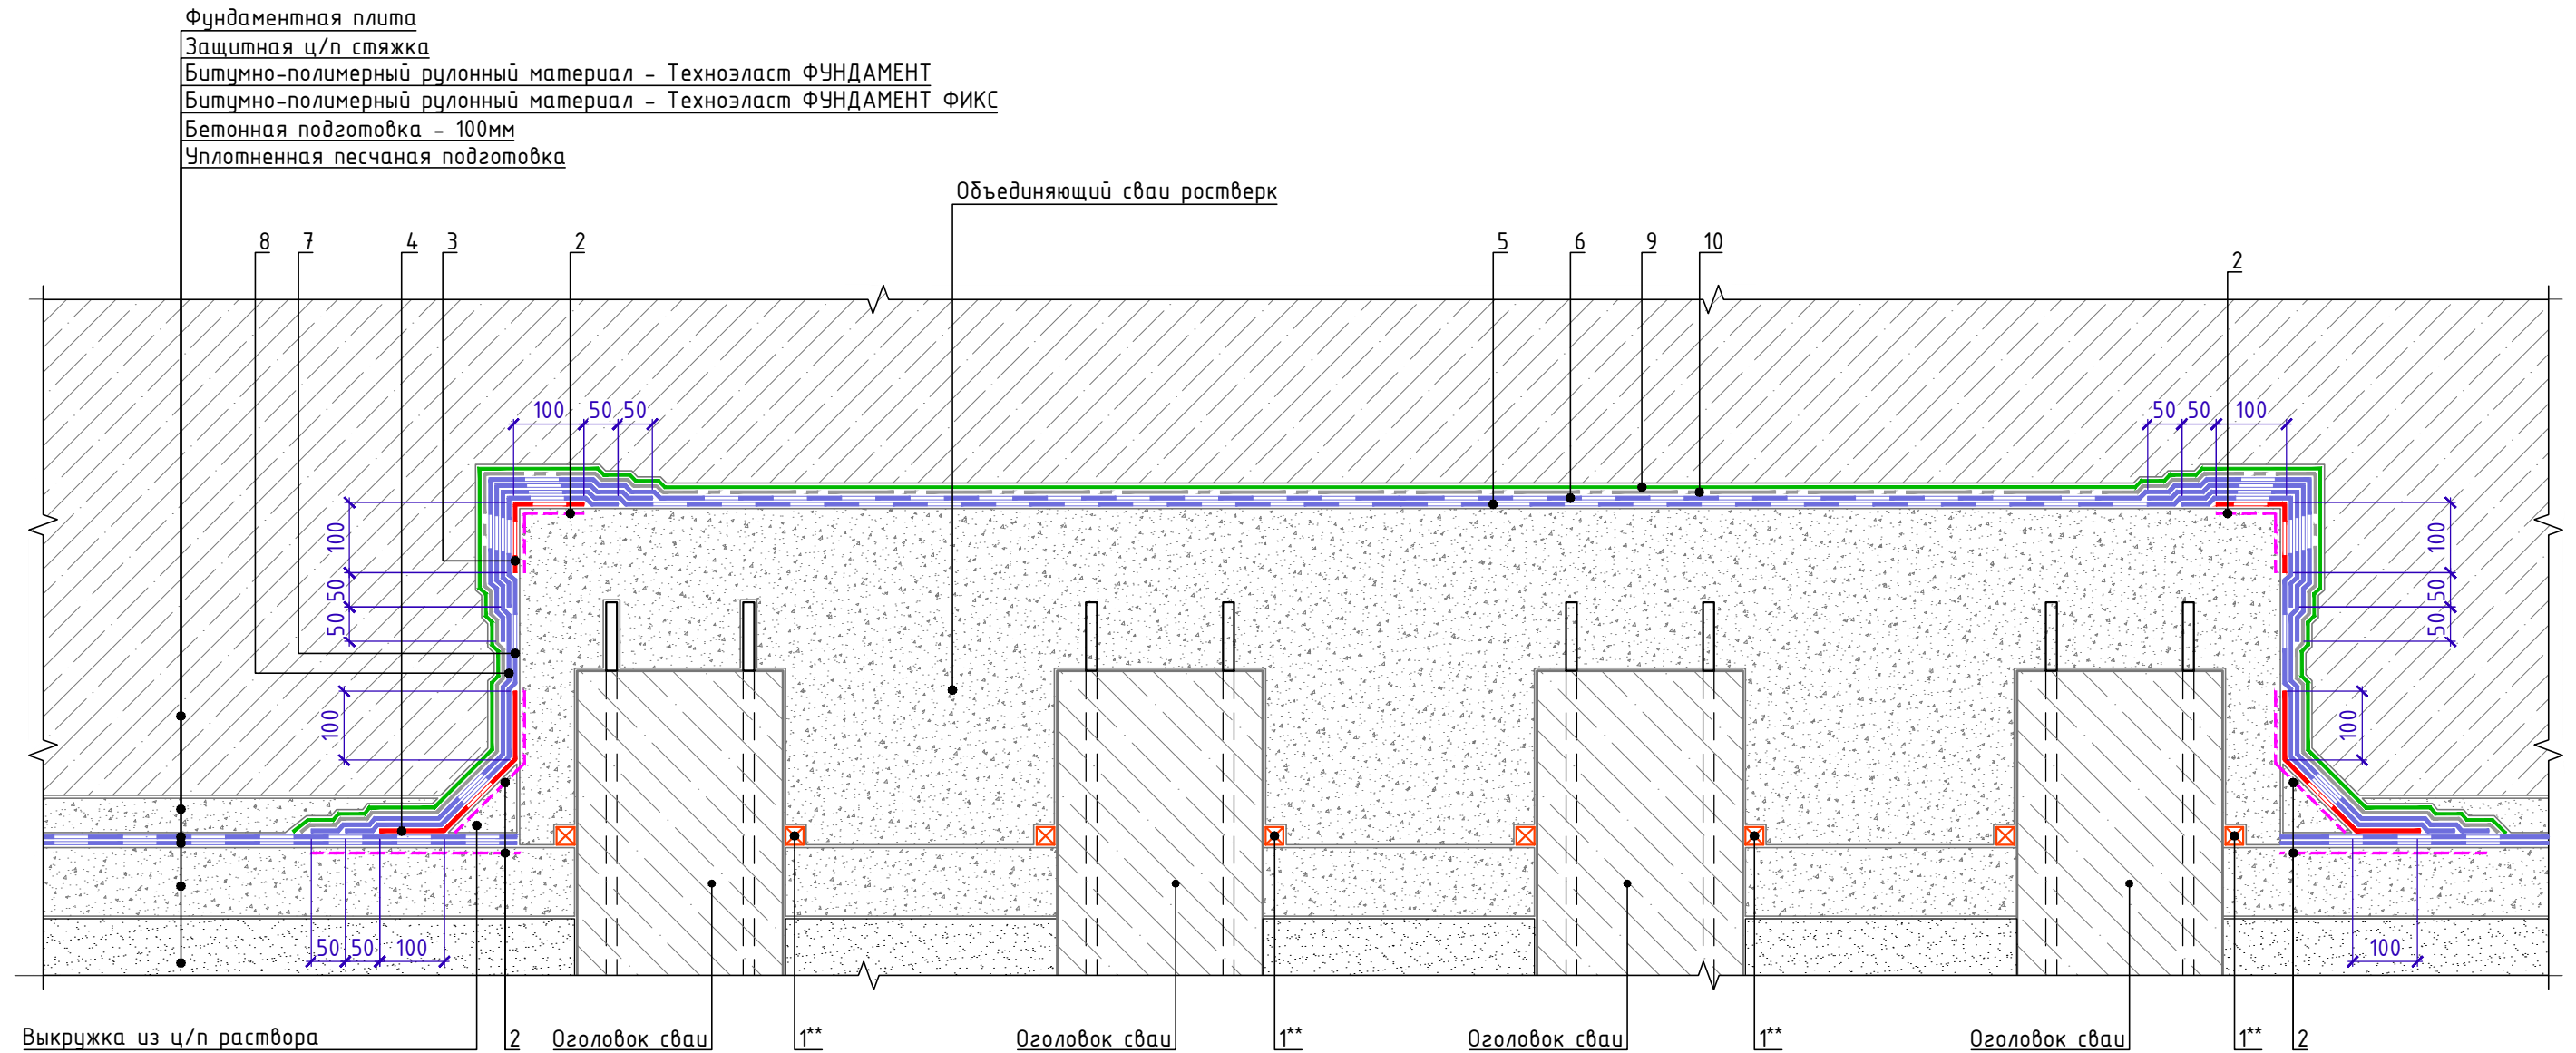 Фундаментная плита
Защитная ц/п стяжка
Битумно-полимерный рулонный материал - Техноэласт ФУНДАМЕНТ
Битумно-полимерный рулонный материал - Техноэласт ФУНДАМЕНТ ФИКС
Бетонная подготовка - 100мм
Уплотненная песчаная подготовка
Объединяющий сваи ростверк
8 7 4 3 2 5 6 9 10 2
100 50 50 50 50 100
100 50 50 100
100 50 50 100
50 50 100 100
Выкружка из ц/п раствора 2 Оголовок сваи 1** Оголовок сваи 1** Оголовок сваи 1** Оголовок сваи 1** 2